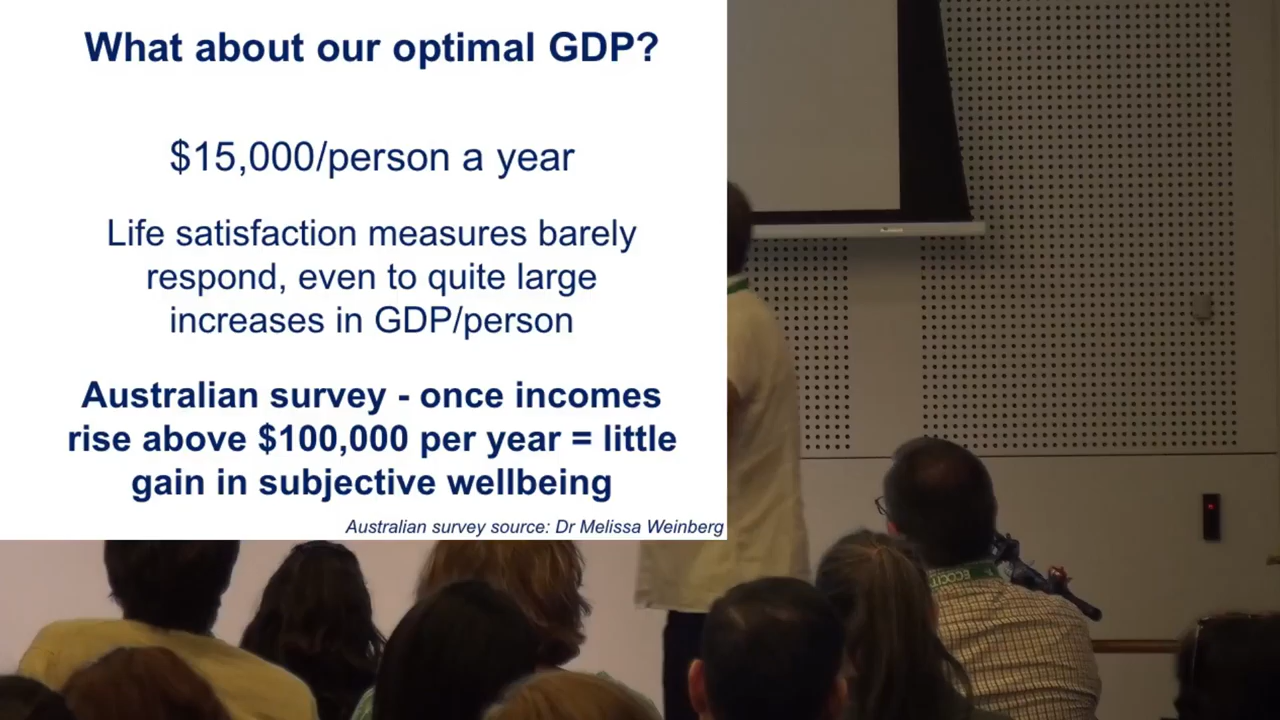 What about our optimal GDP?
$15,000/person a year
Life satisfaction measures barely
respond, even to quite large
increases in GDP/person
Australian survey - once incomes
rise above $100,000 per year = little
gain in subjective wellbeing
Australian survey source: Dr Melissa Weinberg